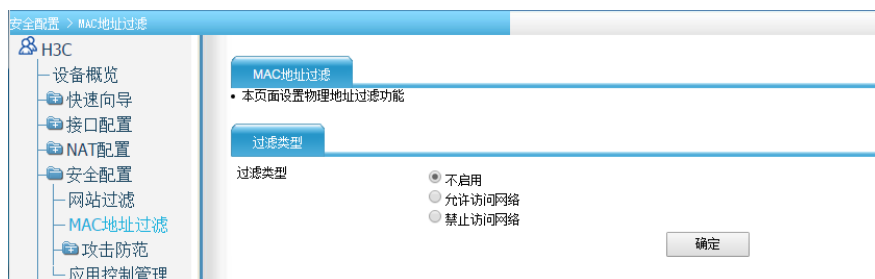 安全配置 > MAC地址过滤
H3C
设备概览
快速向导
接口配置
NAT配置
安全配置
网站过滤
MAC地址过滤
攻击防范
应用控制管理
MAC地址过滤
• 本页面设置物理地址过滤功能
过滤类型
过滤类型
不启用
允许访问网络
禁止访问网络
确定